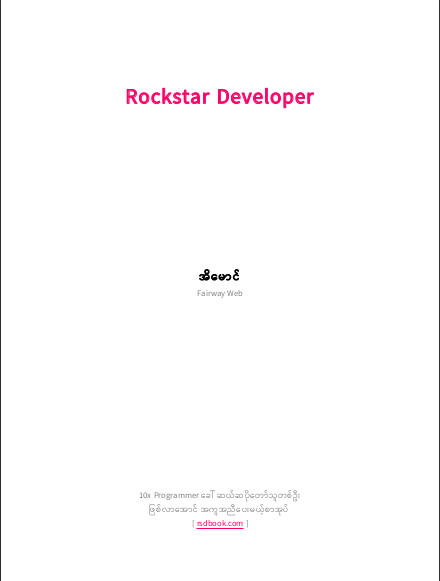 Rockstar Developer
အိမောင်
Fairway Web
10x Programmer ခေါ် ဆယ်ဆပိုတော်သူတစ်ဦး
ဖြစ်လာအောင် အကူအညီပေးမယ့်စာအုပ်
[ rsdbook.com ]